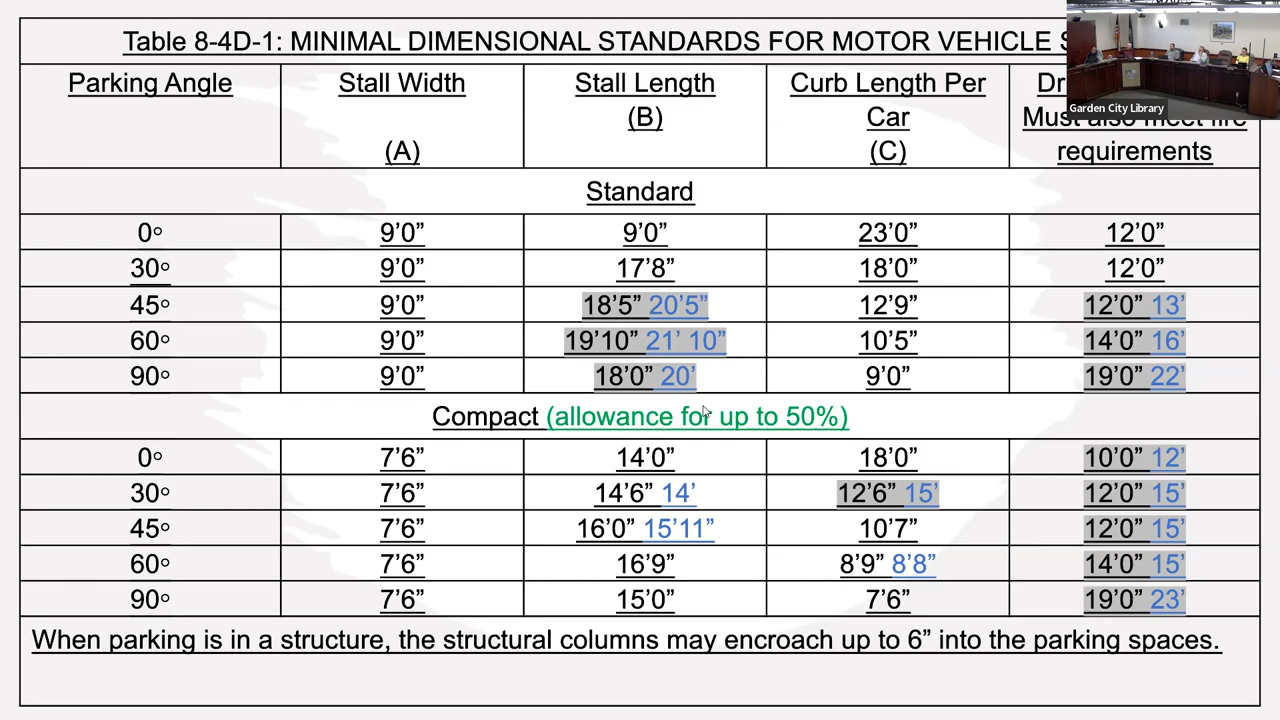 Table 8-4D-1: MINIMAL DIMENSIONAL STANDARDS FOR MOTOR VEHICLE
Garden City Library
Parking Angle Stall Width (A) Stall Length (B) Curb Length Per Car (C) Must also meet fire requirements
Standard
0° 9’0” 9’0” 23’0” 12’0”
30° 9’0” 17’8” 18’0” 12’0”
45° 9’0” 18’5” 20’5” 12’9” 12’0” 13’
60° 9’0” 19’10” 21’ 10” 10’5” 14’0” 16’
90° 9’0” 18’0” 20’ 9’0” 19’0” 22’
Compact (allowance for up to 50%)
0° 7’6” 14’0” 18’0” 10’0” 12’
30° 7’6” 14’6” 14’ 12’6” 15’ 12’0” 15’
45° 7’6” 16’0” 15’11” 10’7” 12’0” 15’
60° 7’6” 16’9” 8’9” 8’8” 14’0” 15’
90° 7’6” 15’0” 7’6” 19’0” 23’
When parking is in a structure, the structural columns may encroach up to 6” into the parking spaces.